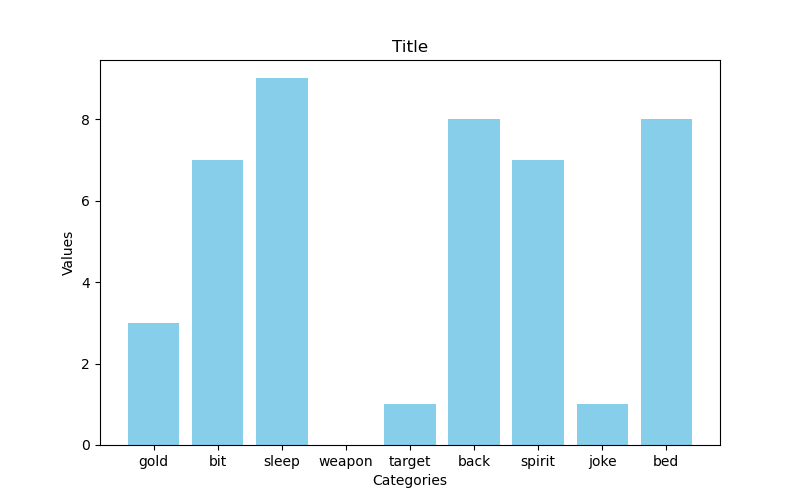 Title
Values
8
6
4
2
0
gold bit sleep weapon target back spirit joke bed
Categories